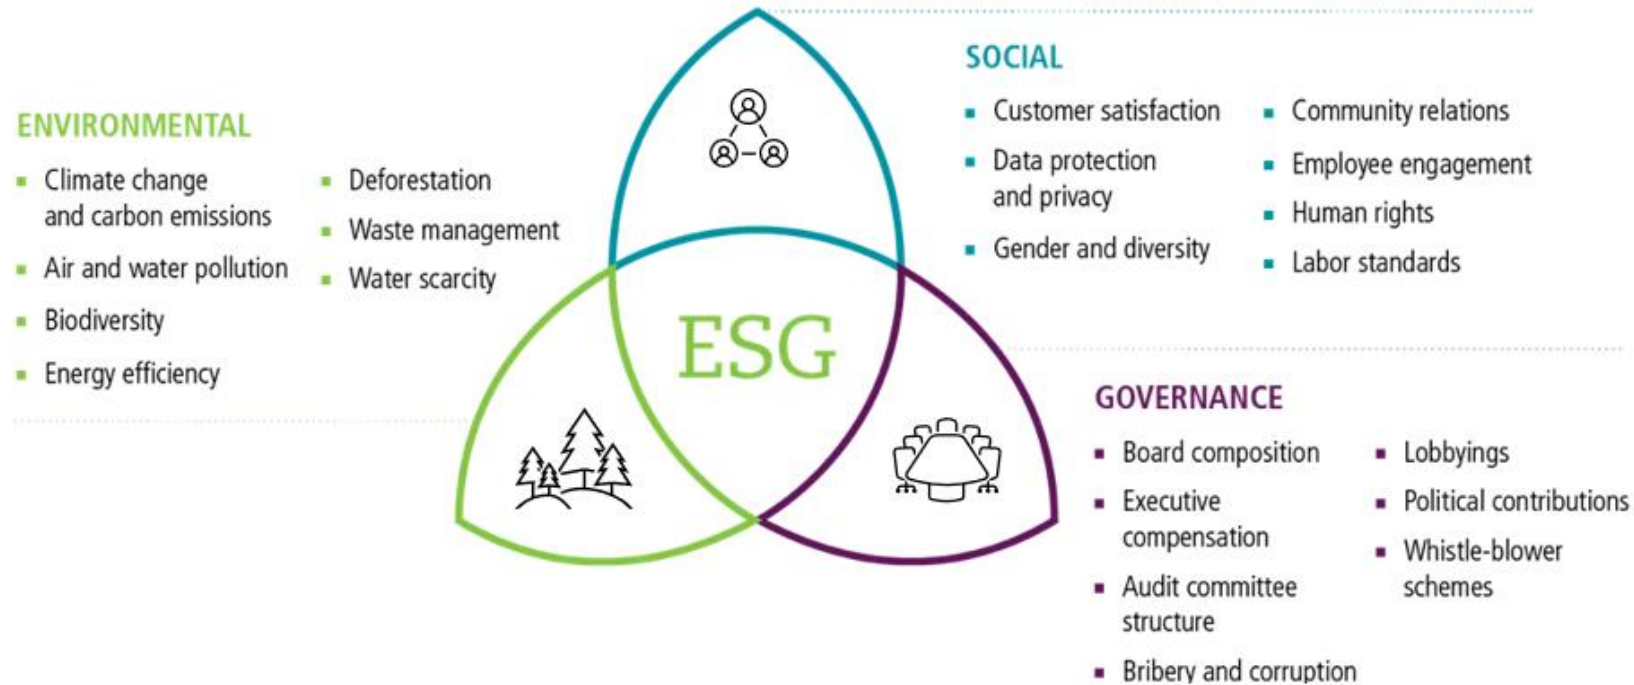 ENVIRONMENTAL
Climate change
and carbon emissions
Air and water pollution
Biodiversity
Energy efficiency
Deforestation
Waste management
Water scarcity
ESG
SOCIAL
Customer satisfaction
Data protection
and privacy
Gender and diversity
Community relations
Employee engagement
Human rights
Labor standards
GOVERNANCE
Board composition
Executive
compensation
Audit committee
structure
Bribery and corruption
Lobbyings
Political contributions
Whistle-blower
schemes